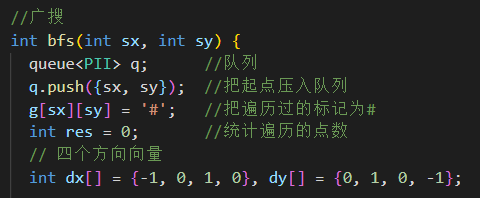 //广搜
int bfs(int sx, int sy) {
queue<PII> q; //队列
q.push({sx, sy}); //把起点压入队列
g[sx][sy] = '#'; //把遍历过的标记为#
int res = 0; //统计遍历的点数
// 四个方向向量
int dx[] = {-1, 0, 1, 0}, dy[] = {0, 1, 0, -1};